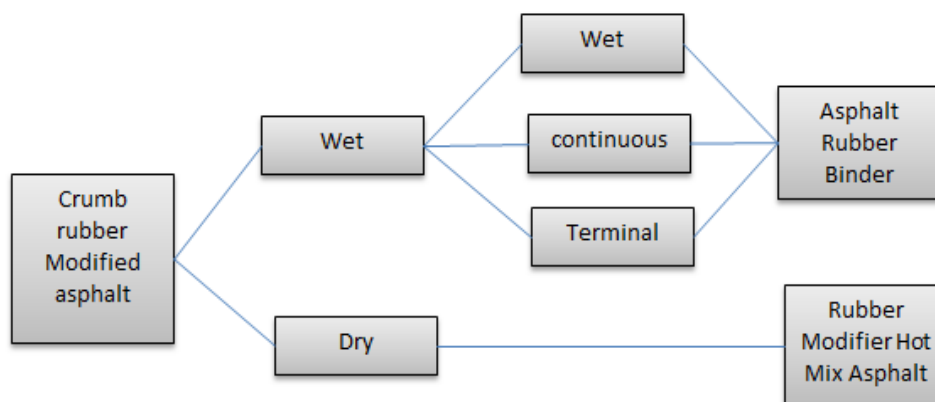 Wet
Asphalt
Rubber
Binder
Wet
continuous
Crumb
rubber
Modified
asphalt
Terminal
Dry
Rubber
Modifier Hot
Mix Asphalt